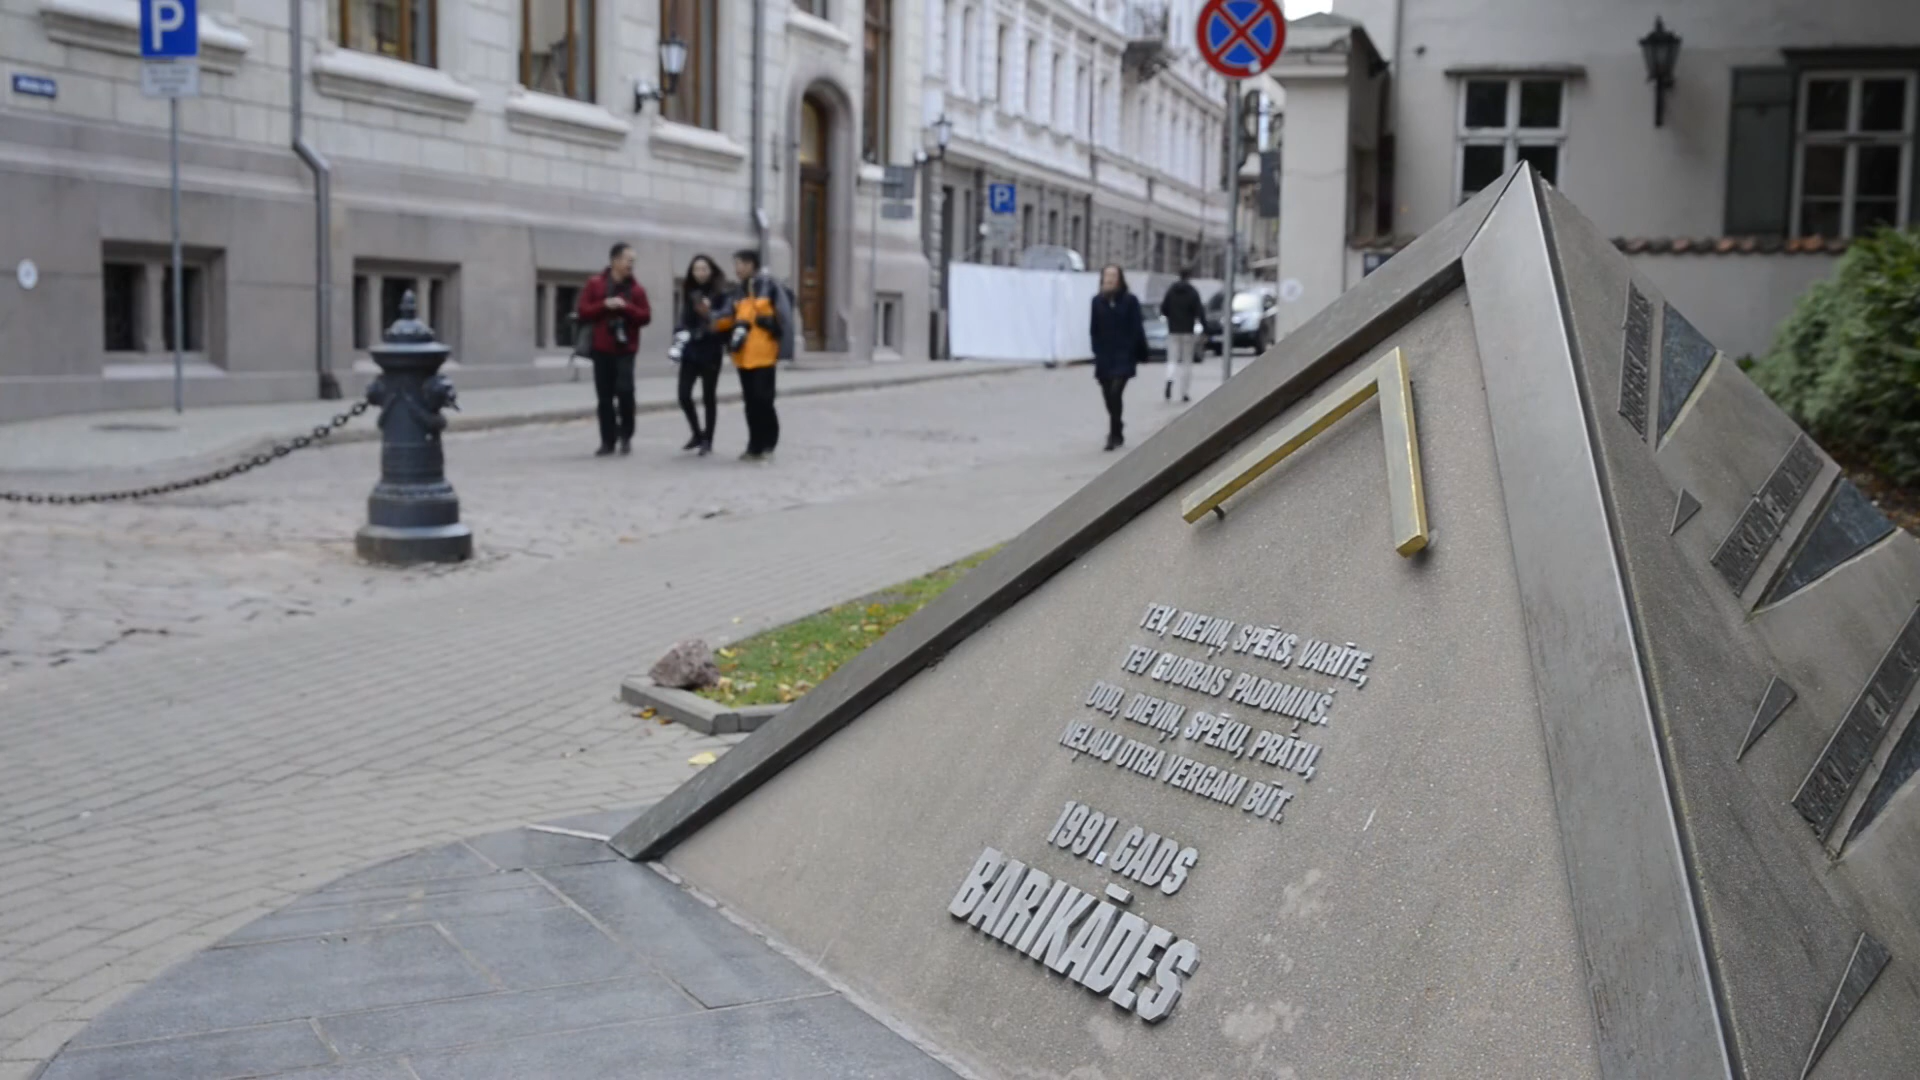 P
P
TEV, DIEVIŅ, SPĒKS, VARĪTE,
TEV GUDRAIS PADOMIŅŠ.
DOD, DIEVIŅ, SPĒKU, PRĀTU,
NEĻAUJ OTRA VERGAM BŪT.
1991. GADS
BARIKĀDES